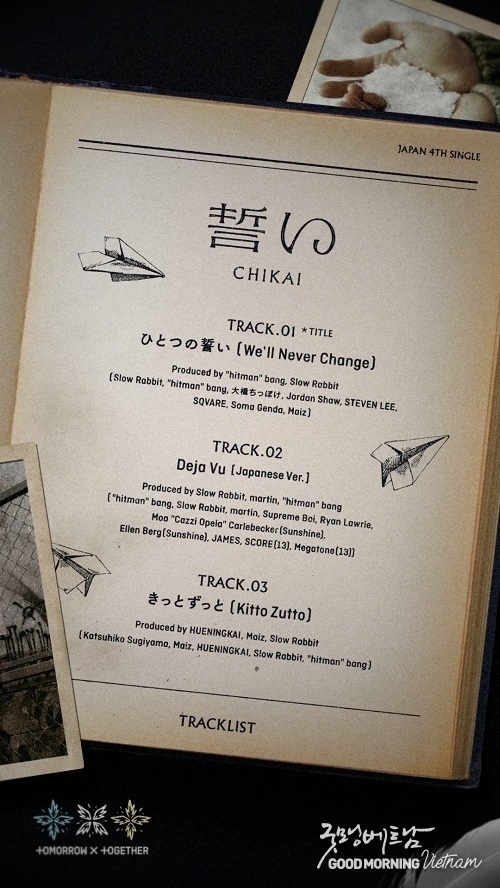 JAPAN 4TH SINGLE
誓い
CHIKAI
TRACK.01 *TITLE
ひとつの誓い (We'll Never Change)
Produced by "hitman" bang, Slow Rabbit
(Slow Rabbit, "hitman" bang, 大橋ちっぽけ, Jordan Shaw, STEVEN LEE,
SQVARE, Soma Genda, Maiz)
TRACK.02
Deja Vu [Japanese Ver.]
Produced by Slow Rabbit, martin, "hitman" bang
("hitman" bang, Slow Rabbit, martin, Supreme Boi, Ryan Lawrie,
Moa "Cazzi Opeia" Carlebecker(Sunshine),
Ellen Berg(Sunshine), JAMES, SCORE(13), Megatone(13))
TRACK.03
きっとずっと (Kitto Zutto)
Produced by HUENINGKAI, Maiz, Slow Rabbit
(Katsuhiko Sugiyama, Maiz, HUENINGKAI, Slow Rabbit, "hitman" bang)
TRACKLIST
TOMORROW X TOGETHER
굿모닝베트남
GOOD MORNING Vietnam